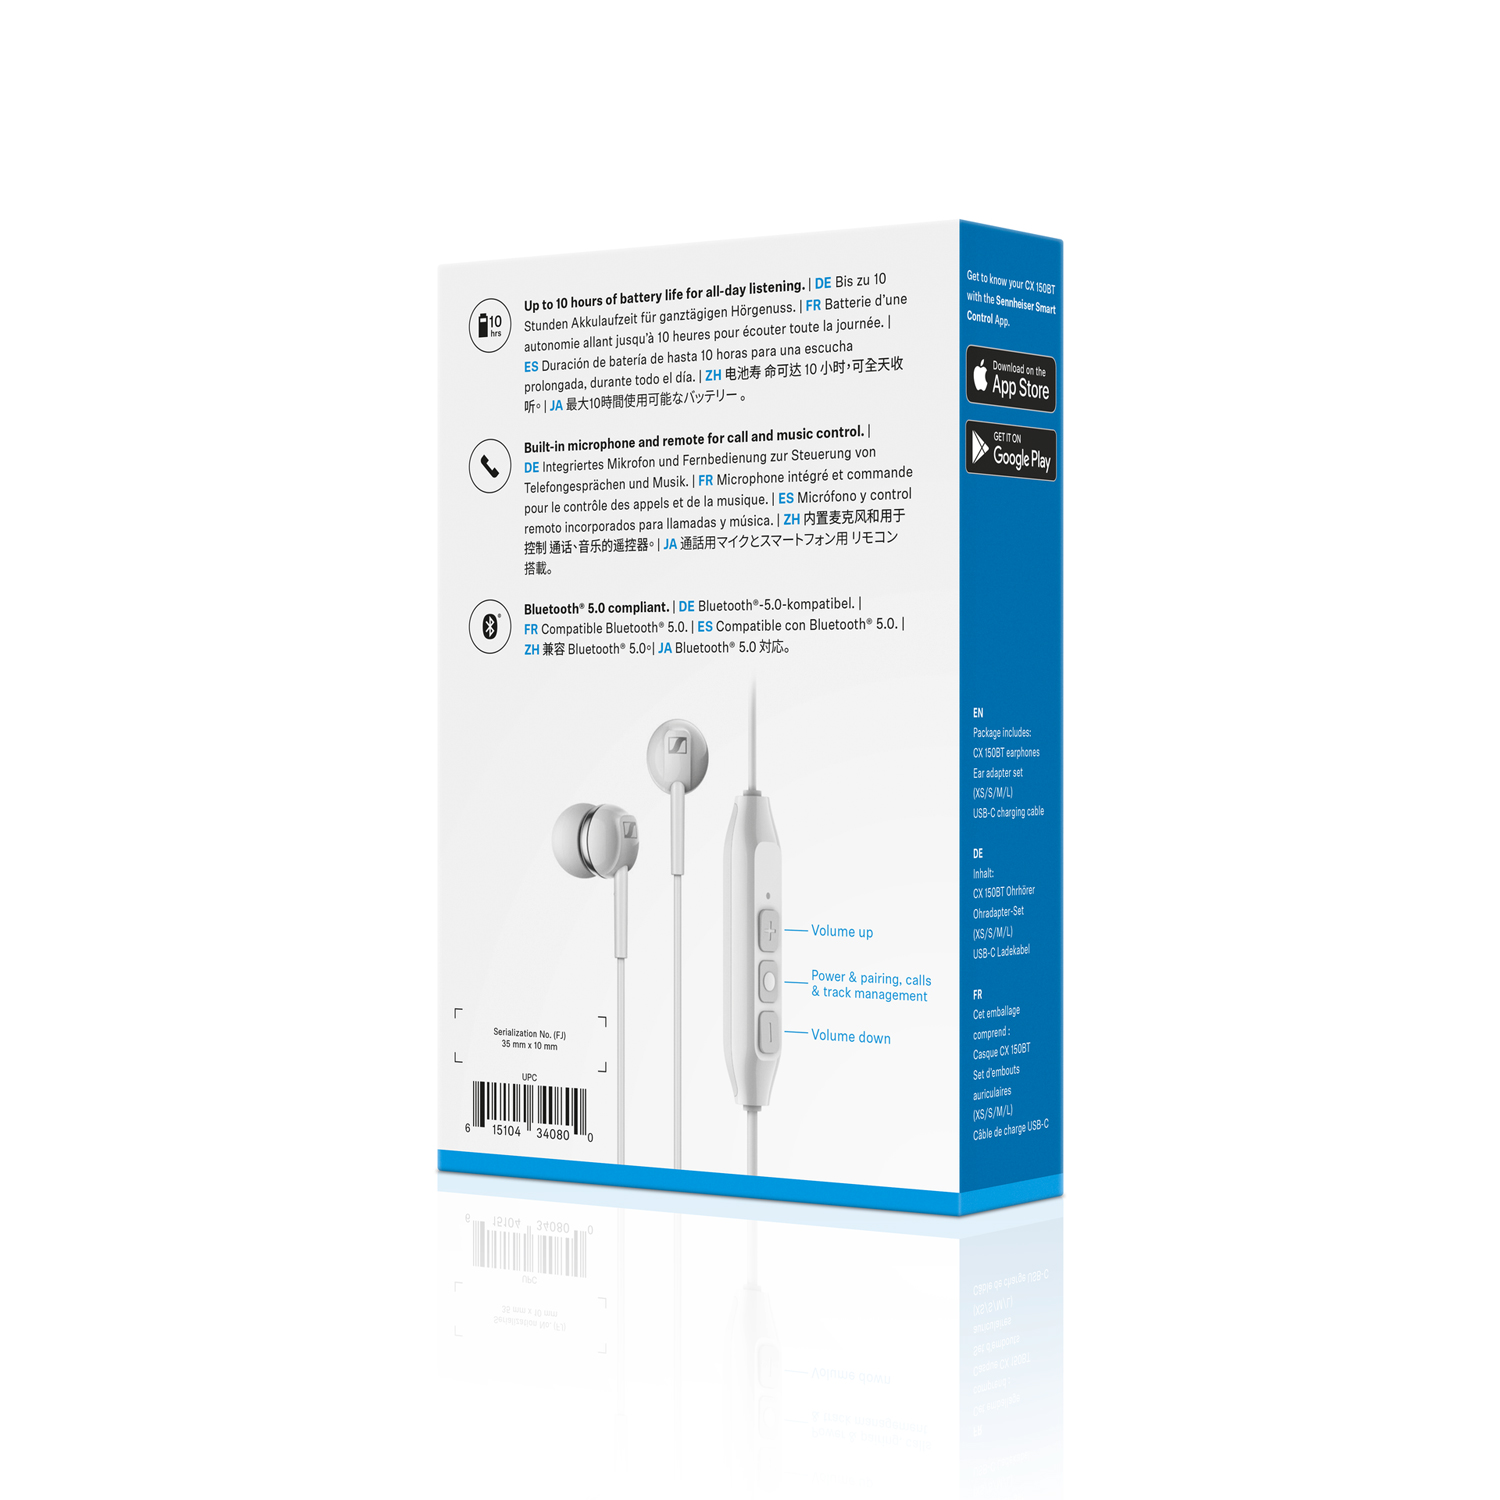 10
hrs
Up to 10 hours of battery life for all-day listening. | DE Bis zu 10
Stunden Akkulaufzeit für ganztägigen Hörgenuss. | FR Batterie d'une
autonomie allant jusqu'à 10 heures pour écouter toute la journée. |
ES Duración de batería de hasta 10 horas para una escucha
prolongada, durante todo el día. | ZH 电池寿 命可达 10 小时，可全天收
听。| JA 最大10時間使用可能なバッテリー 。
Built-in microphone and remote for call and music control. |
DE Integriertes Mikrofon und Fernbedienung zur Steuerung von
Telefongesprächen und Musik. | FR Microphone intégré et commande
pour le contrôle des appels et de la musique. | ES Micrófono y control
remoto incorporados para llamadas y música. | ZH 内置麦克风和用于
控制 通话、音乐的遥控器。| JA 通話用マイクとスマートフォン用 リモコン
搭載。
Bluetooth® 5.0 compliant. | DE Bluetooth®-5.0-kompatibel. |
FR Compatible Bluetooth® 5.0. | ES Compatible con Bluetooth® 5.0. |
ZH 兼容 Bluetooth® 5.0。| JA Bluetooth® 5.0 対応。
Volume up
Power & pairing, calls
& track management
Volume down
Serialization No. (FJ)
35 mm x 10 mm
UPC
6 15104 34080 0
Get to know your CX 150BT
with the Sennheiser Smart
Control App.
Download on the
App Store
GET IT ON
Google Play
EN
Package includes:
CX 150BT earphones
Ear adapter set
(XS/S/M/L)
USB-C charging cable
DE
Inhalt:
CX 150BT Ohrhörer
Ohradapter-Set
(XS/S/M/L)
USB-C Ladekabel
FR
Cet emballage
comprend :
Casque CX 150BT
Set d'embouts
auriculaires
(XS/S/M/L)
Câble de charge USB-C